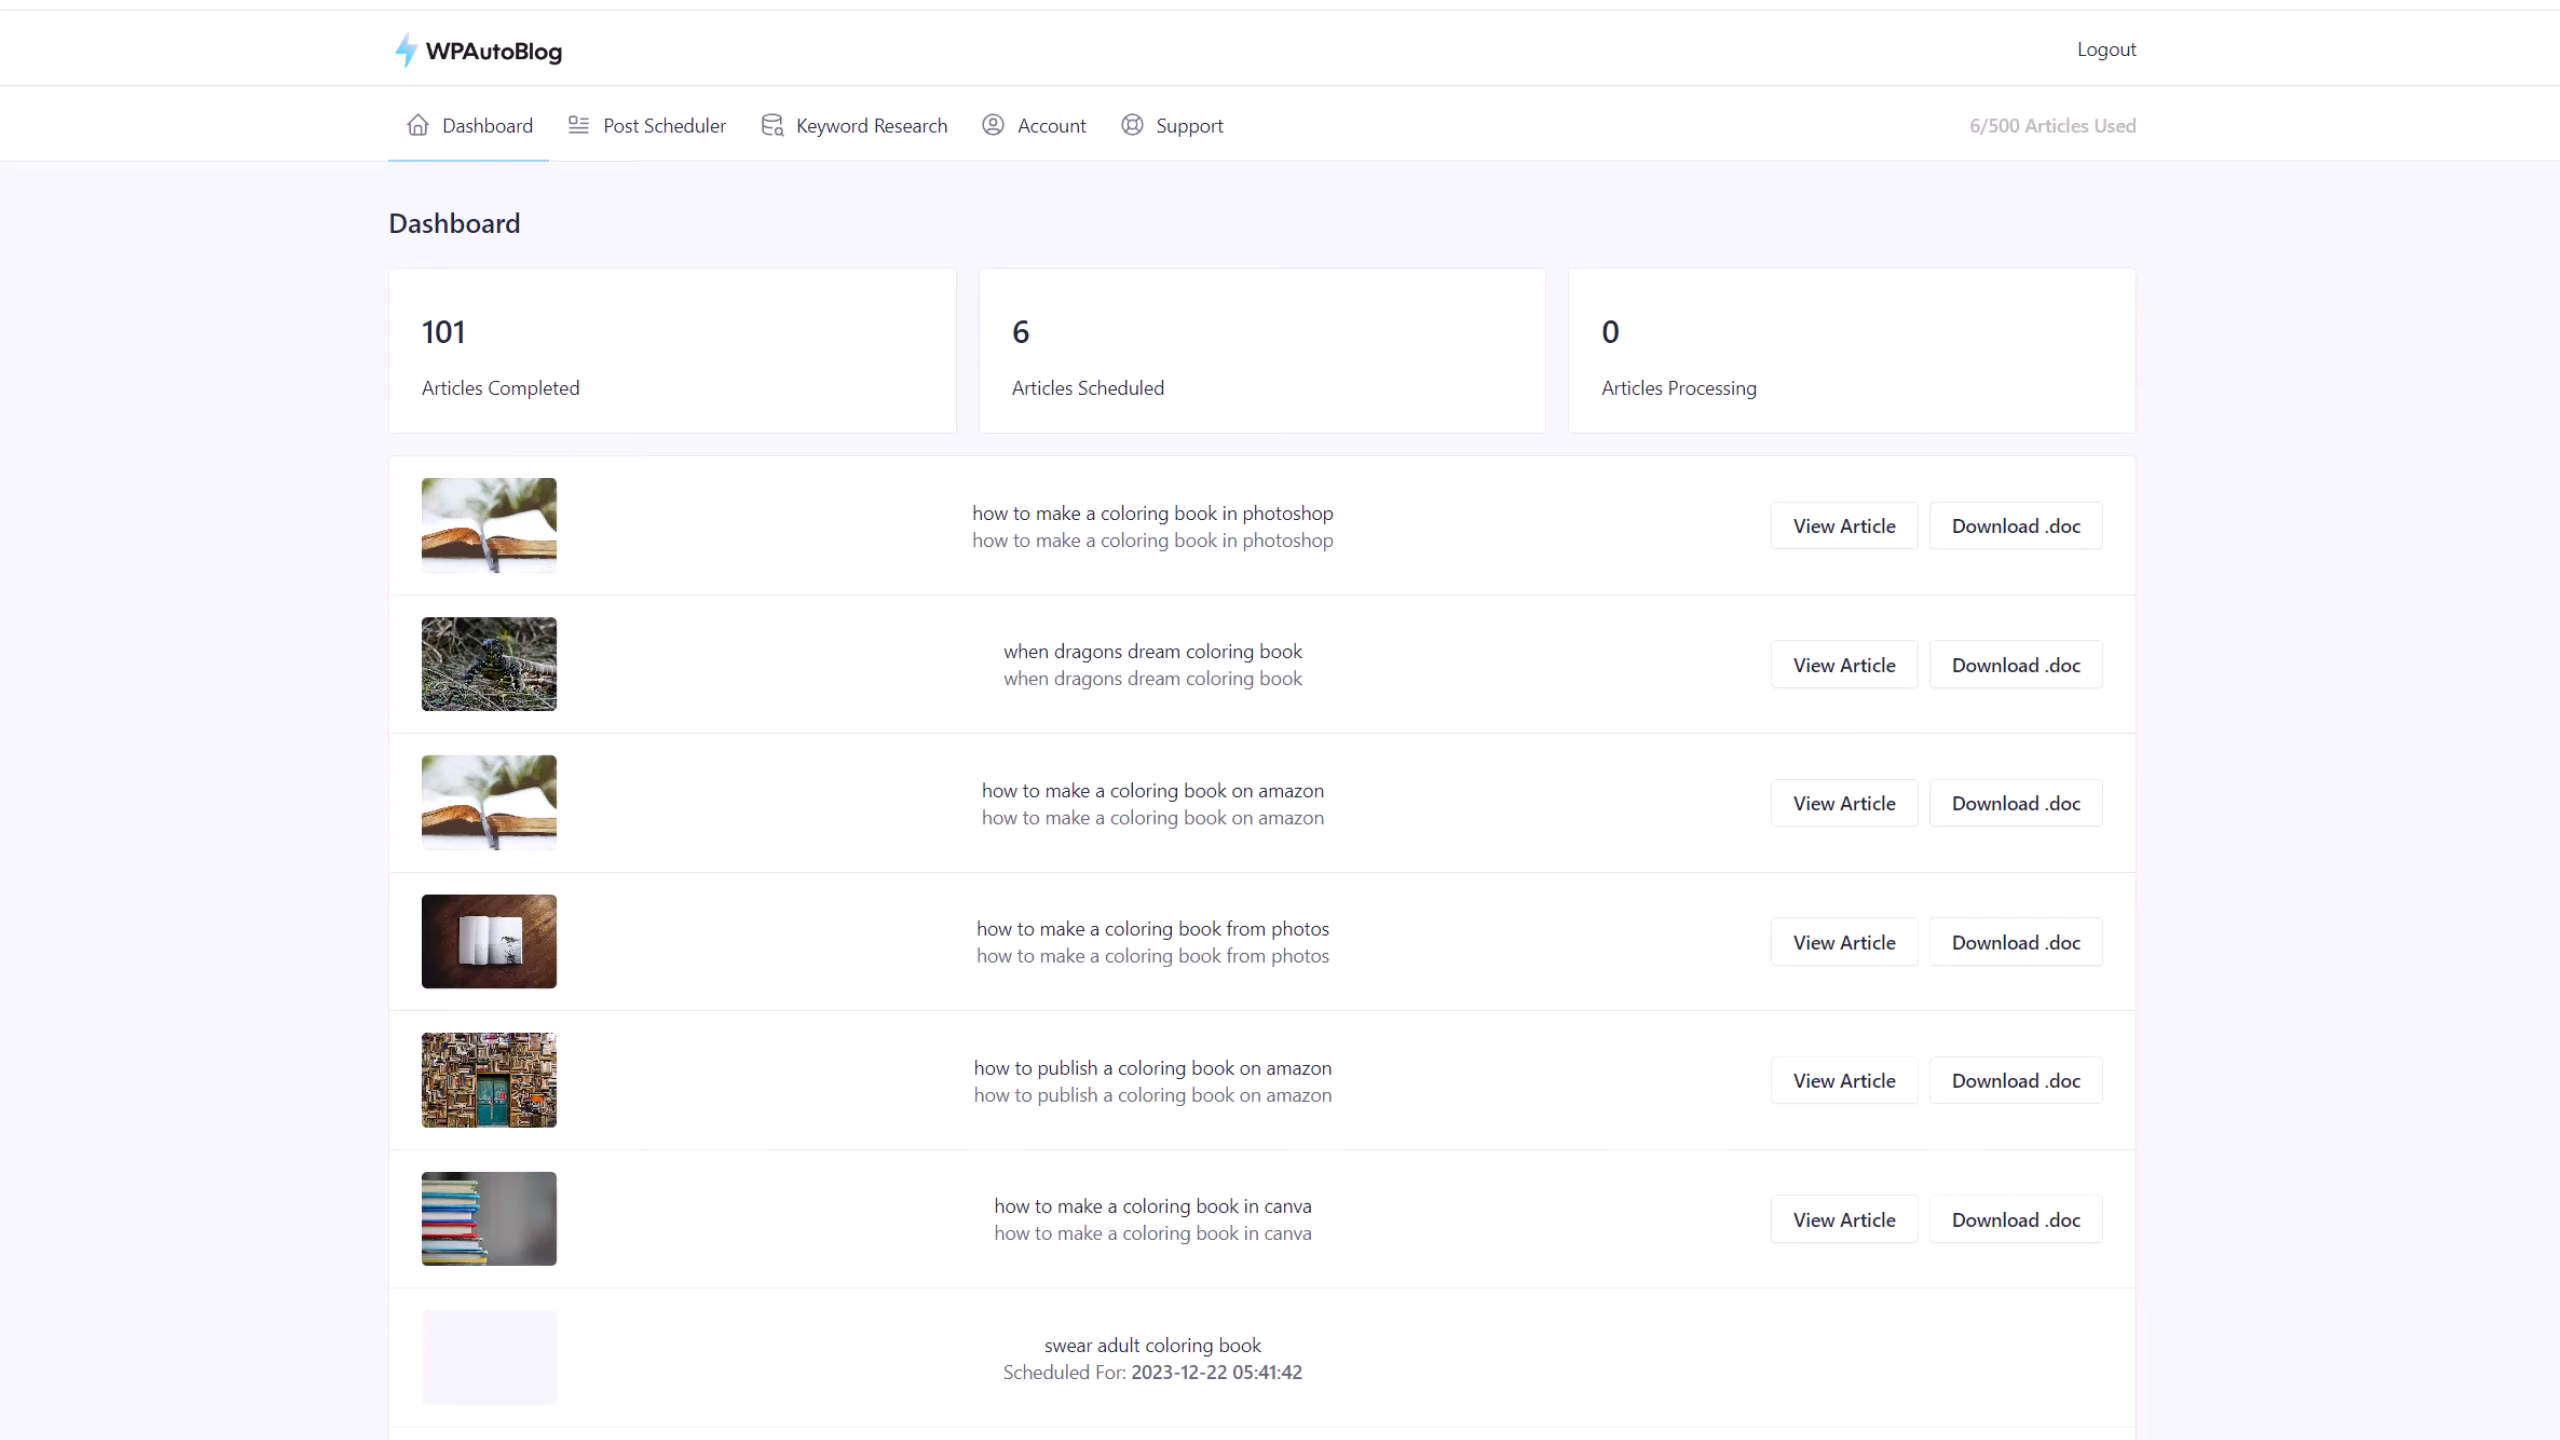 WPAutoBlog
Logout
Dashboard
Post Scheduler
Keyword Research
Account
Support
6/500 Articles Used
Dashboard
101
Articles Completed
6
Articles Scheduled
0
Articles Processing
how to make a coloring book in photoshop
how to make a coloring book in photoshop
View Article
Download .doc
when dragons dream coloring book
when dragons dream coloring book
View Article
Download .doc
how to make a coloring book on amazon
how to make a coloring book on amazon
View Article
Download .doc
how to make a coloring book from photos
how to make a coloring book from photos
View Article
Download .doc
how to publish a coloring book on amazon
how to publish a coloring book on amazon
View Article
Download .doc
how to make a coloring book in canva
how to make a coloring book in canva
View Article
Download .doc
swear adult coloring book
Scheduled For: 2023-12-22 05:41:42